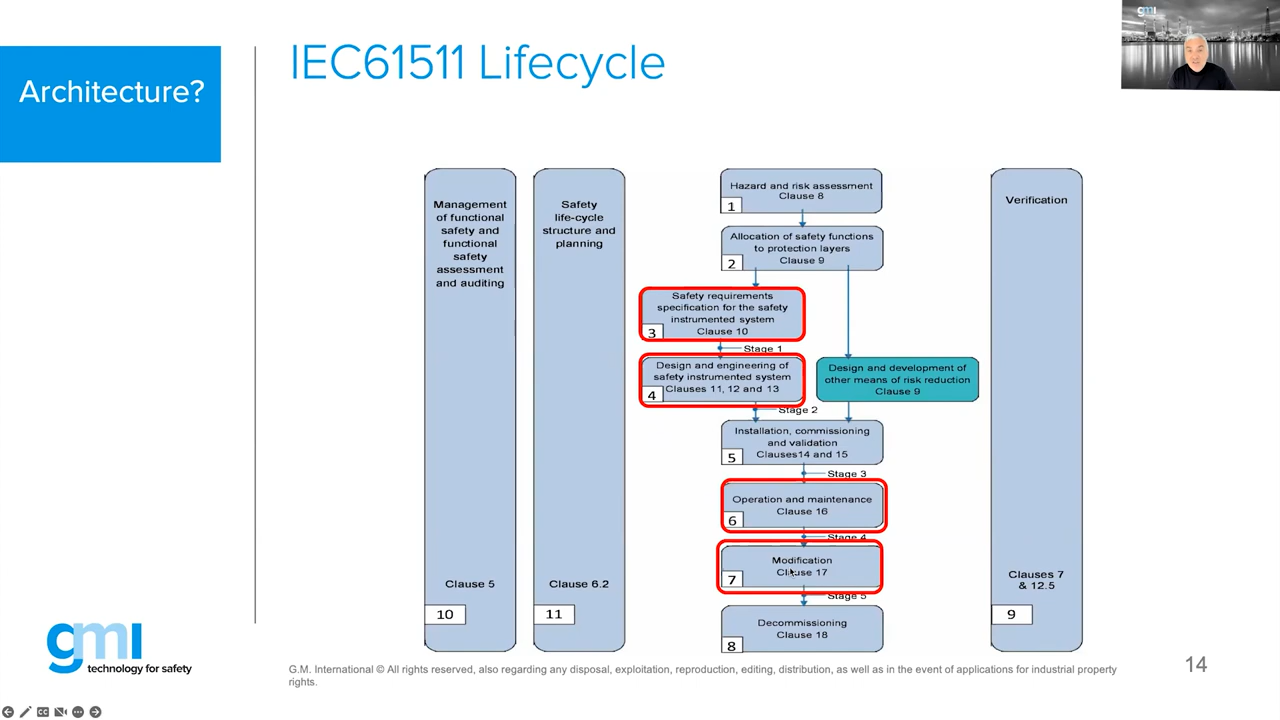 gmi
Architecture?
IEC61511 Lifecycle
Management
of functional
safety and
functional
safety
assessment
and auditing
Clause 5
10
Safety
life-cycle
structure and
planning
Clause 6.2
11
Hazard and risk assessment
Clause 8
1
Allocation of safety functions
to protection layers
Clause 9
2
Safety requirements
specification for the safety
instrumented system
Clause 10
3
Stage 1
Design and engineering of
safety instrumented system
Clauses 11, 12 and 13
4
Design and development of
other means of risk reduction
Clause 9
Stage 2
Installation, commissioning
and validation
Clauses14 and 15
5
Stage 3
Operation and maintenance
Clause 16
6
Stage 4
Modification
Clause 17
7
Stage 5
Decommissioning
Clause 18
8
Verification
Clauses 7
& 12.5
9
gmi
technology for safety
G.M. International © All rights reserved, also regarding any disposal, exploitation, reproduction, editing, distribution, as well as in the event of applications for industrial property
rights.
14